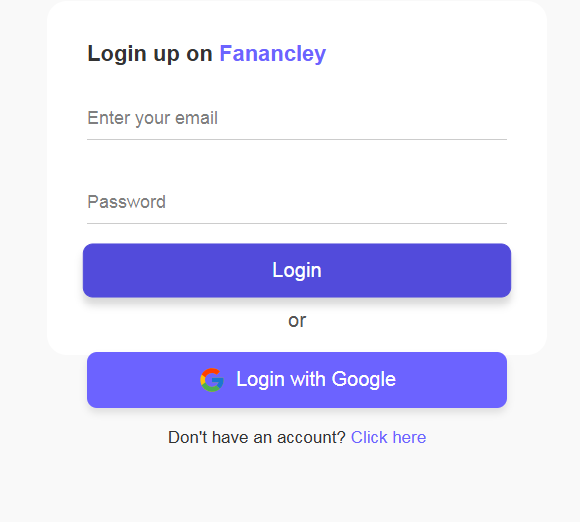 Login up on Fanancley
Enter your email
Password
Login
or
Login with Google
Don't have an account? Click here